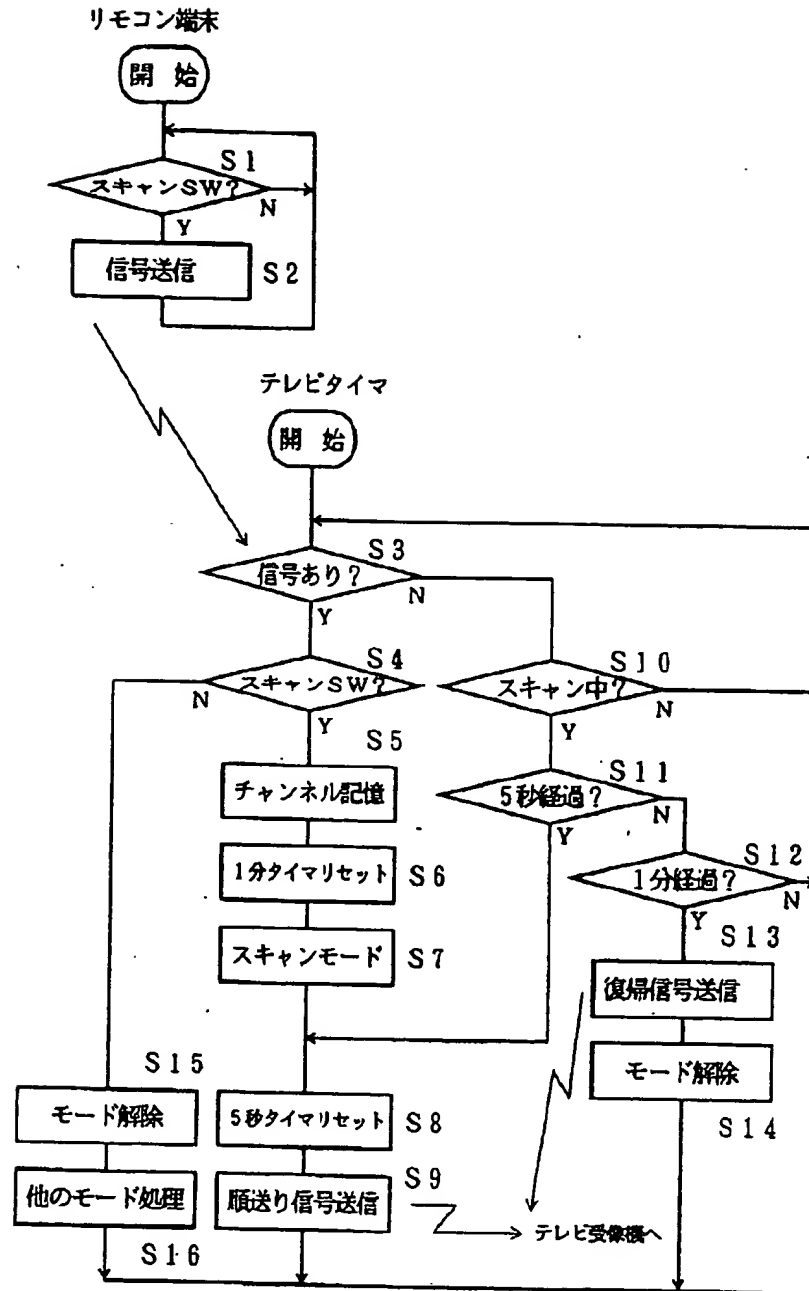 リモコン端末
開 始
S1
スキャンSW?
N
Y
信号送信
S2
テレビタイマ
開 始
S3
信号あり?
N
Y
S4
スキャンSW?
N
Y
S10
スキャン中?
N
Y
S5
チャンネル記憶
S11
5秒経過?
N
Y
1分タイマリセット
S6
S12
1分経過?
N
Y
スキャンモード
S7
S13
復帰信号送信
S15
モード解除
モード解除
S14
5秒タイマリセット
S8
他のモード処理
S16
順送り信号送信
S9
テレビ受像機へ